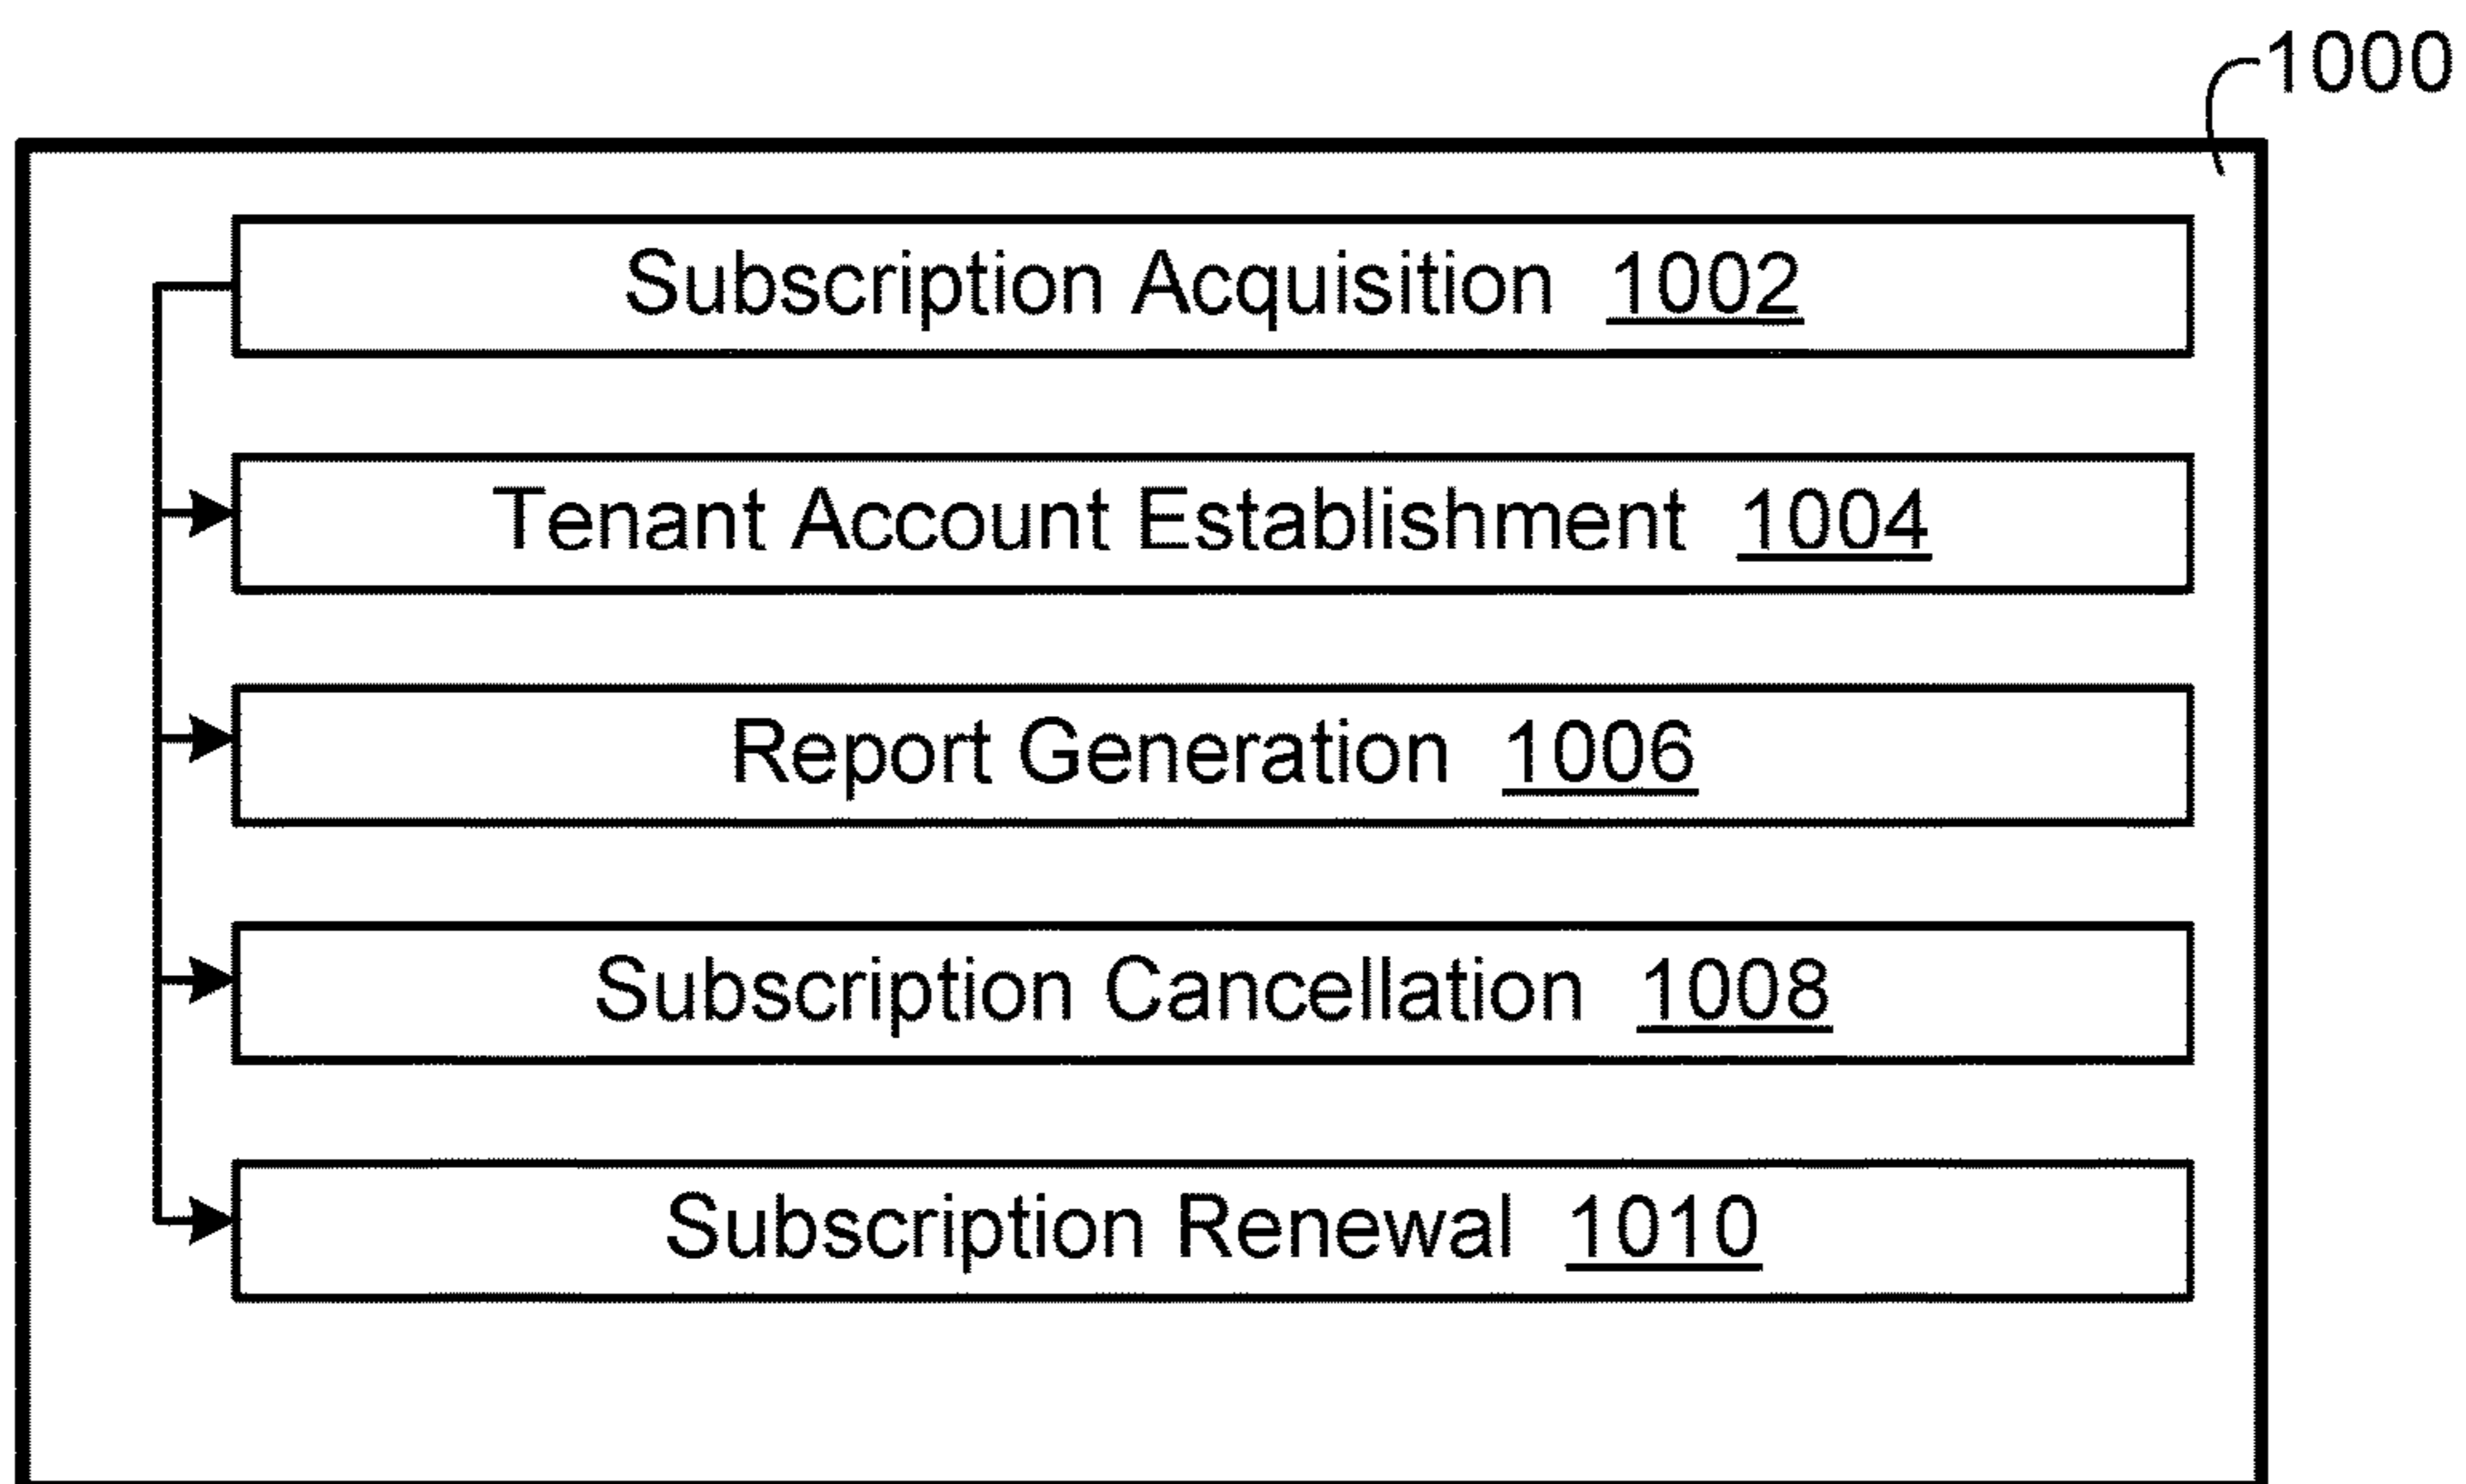 1000
Subscription Acquisition 1002
Tenant Account Establishment 1004
Report Generation 1006
Subscription Cancellation 1008
Subscription Renewal 1010